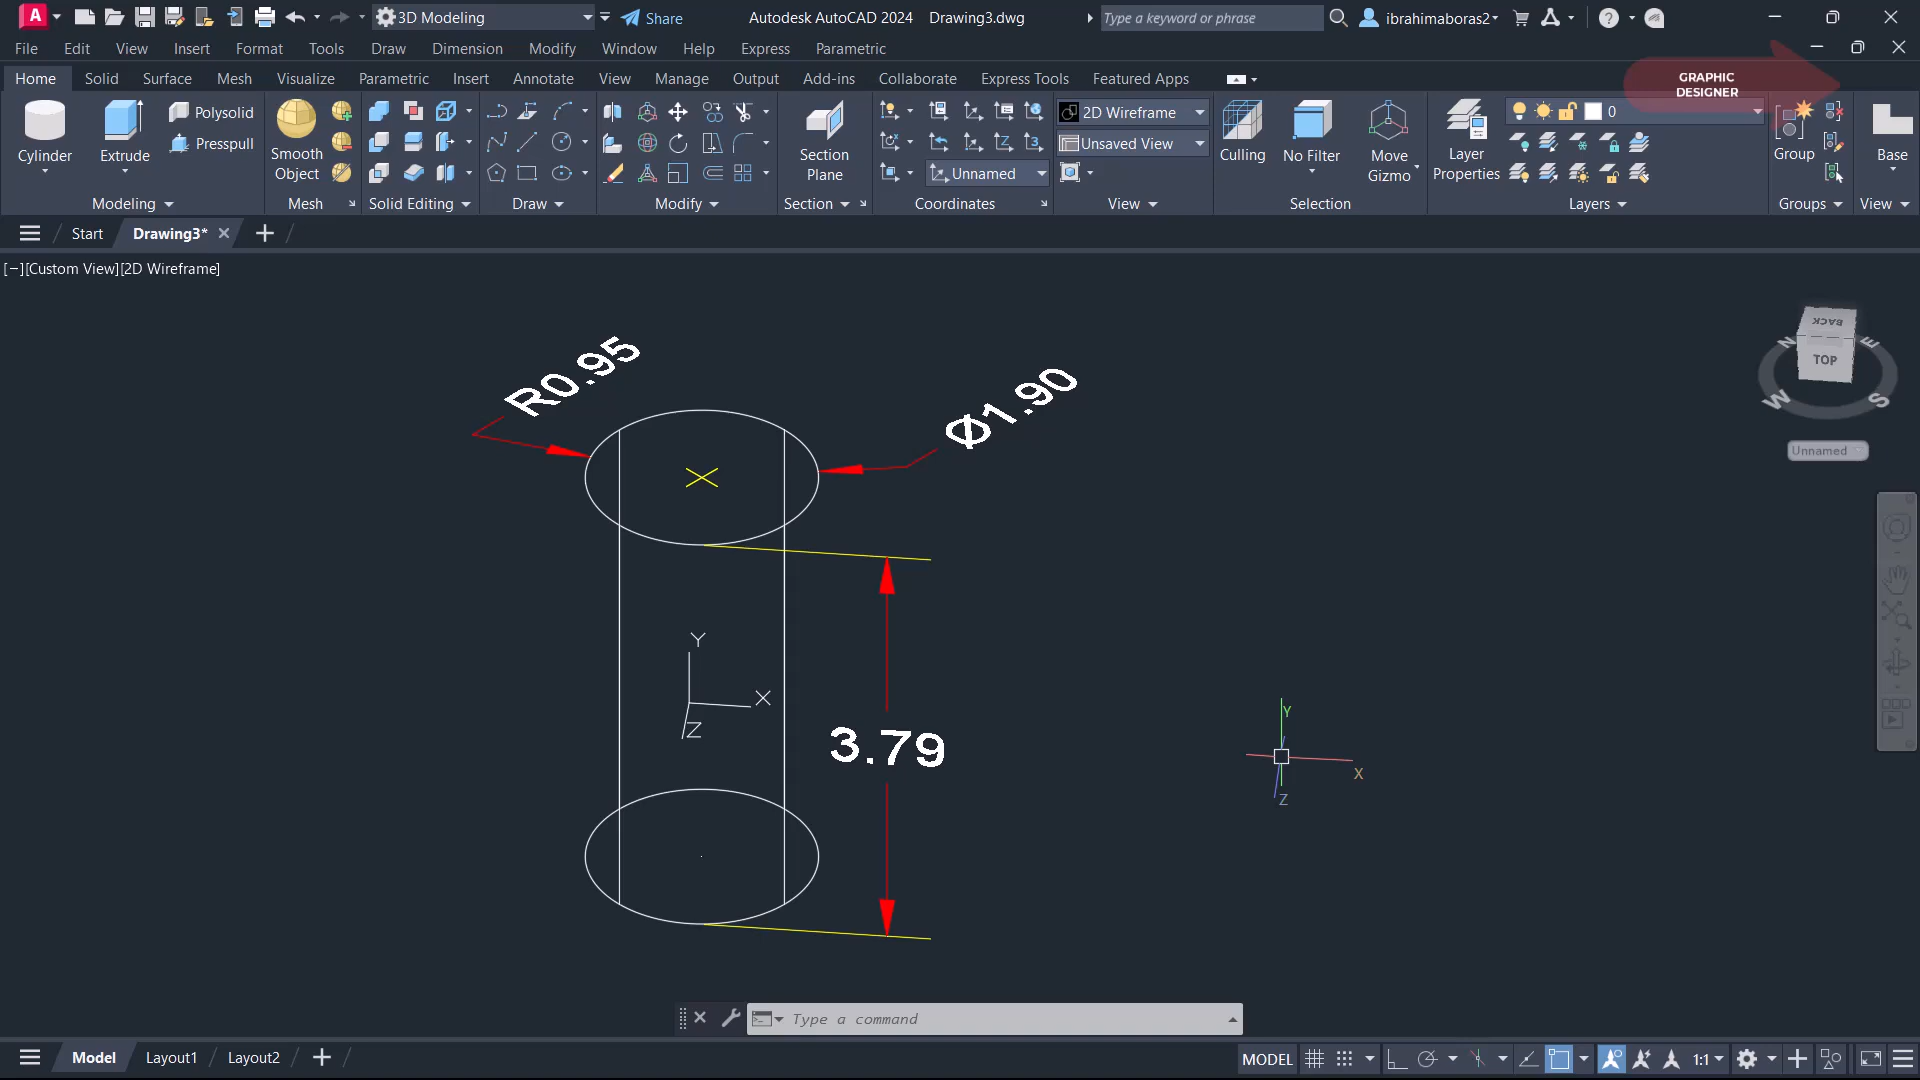 3D Modeling
Share
Autodesk AutoCAD 2024 Drawing3.dwg
Type a keyword or phrase
ibrahimaboras2
File Edit View Insert Format Tools Draw Dimension Modify Window Help Express Parametric
Home Solid Surface Mesh Visualize Parametric Insert Annotate View Manage Output Add-ins Collaborate Express Tools Featured Apps
GRAPHIC
DESIGNER
Cylinder
Extrude
Polysolid
Presspull
Smooth
Object
Section
Plane
Unnamed
2D Wireframe
Unsaved View
Culling
No Filter
Move
Gizmo
Layer
Properties
0
Group
Base
Modeling Mesh Solid Editing Draw Modify Section Coordinates View Selection Layers Groups View
Start Drawing3*
[−][Custom View][2D Wireframe]
R0.95
Ø1.90
3.79
Y
X
Z
Y
X
Z
BACK
TOP
N
E
W
S
Unnamed
Type a command
Model Layout1 Layout2
MODEL
1:1